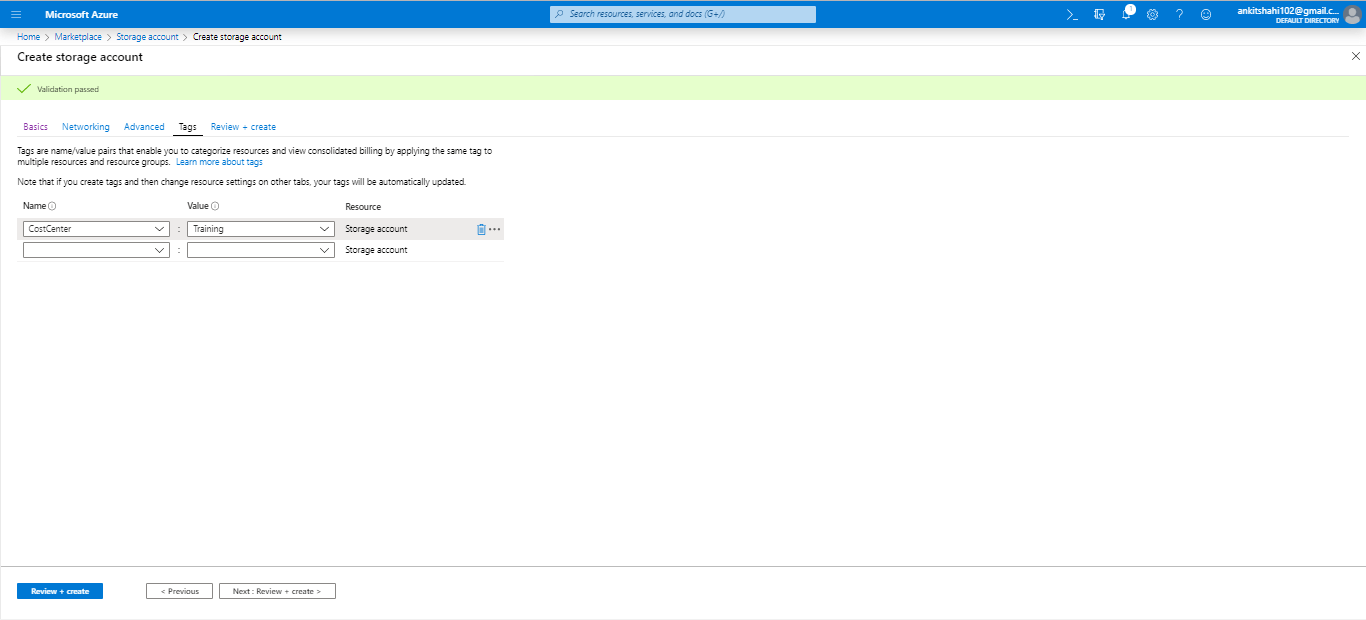 Microsoft Azure
Search resources, services, and docs (G+/)
1
ankitshahi102@gmail.c...
DEFAULT DIRECTORY
Home > Marketplace > Storage account > Create storage account
Create storage account
Validation passed
Basics Networking Advanced Tags Review + create
Tags are name/value pairs that enable you to categorize resources and view consolidated billing by applying the same tag to
multiple resources and resource groups. Learn more about tags
Note that if you create tags and then change resource settings on other tabs, your tags will be automatically updated.
Name Value Resource
CostCenter : Training Storage account
: Storage account
Review + create < Previous Next : Review + create >